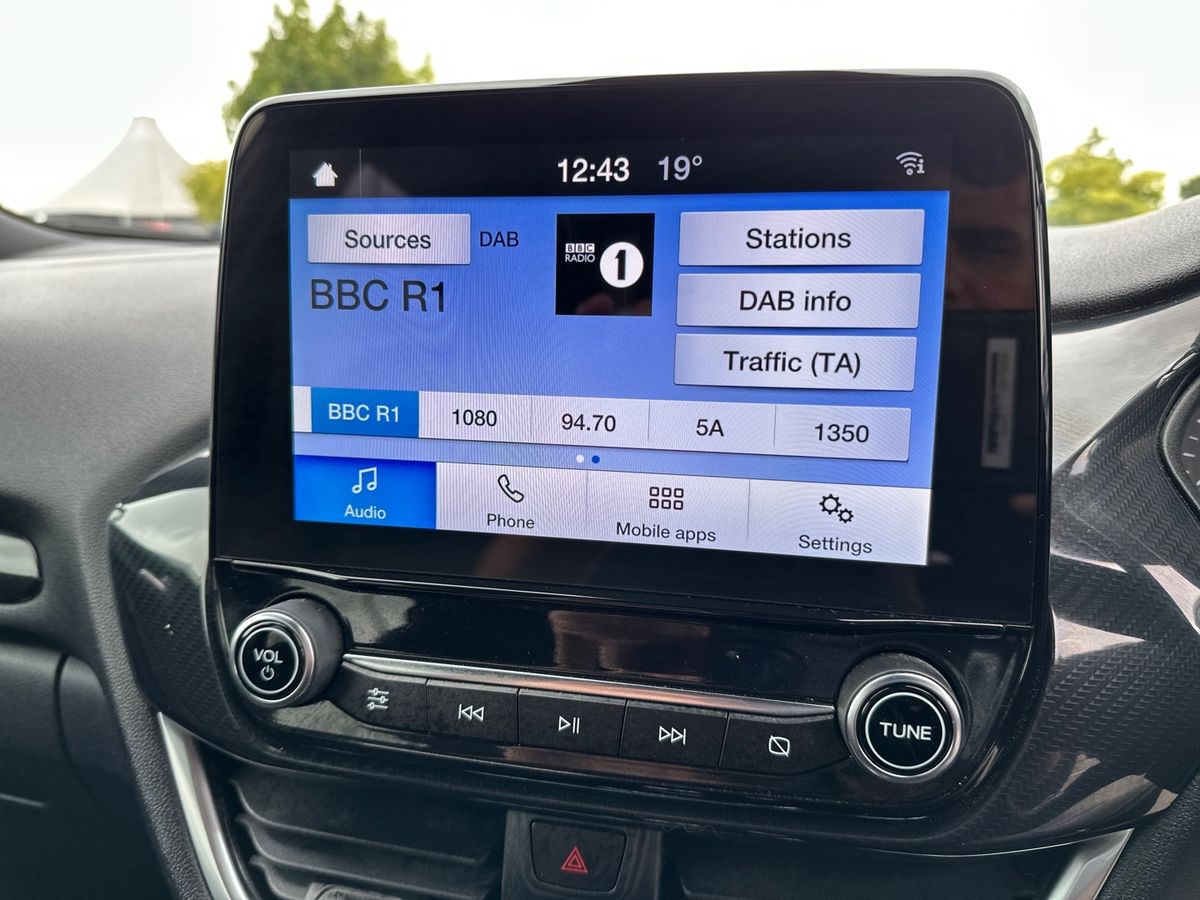 12:43 19°
Sources DAB
BBC
RADIO 1
Stations
BBC R1
DAB info
Traffic (TA)
BBC R1 1080 94.70 5A 1350
Audio Phone Mobile apps Settings
VOL
TUNE